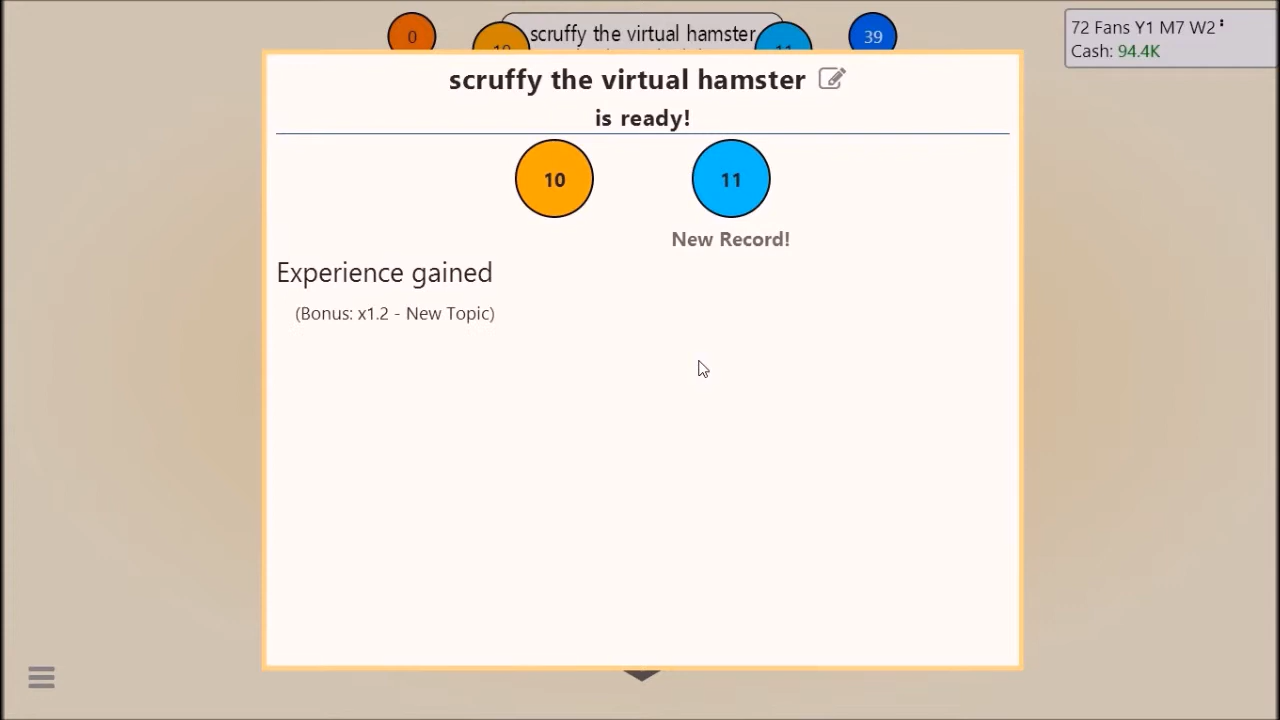 0
scruffy the virtual hamster
39
72 Fans Y1 M7 W2
Cash: 94.4K
scruffy the virtual hamster
is ready!
10
11
New Record!
Experience gained
(Bonus: x1.2 - New Topic)